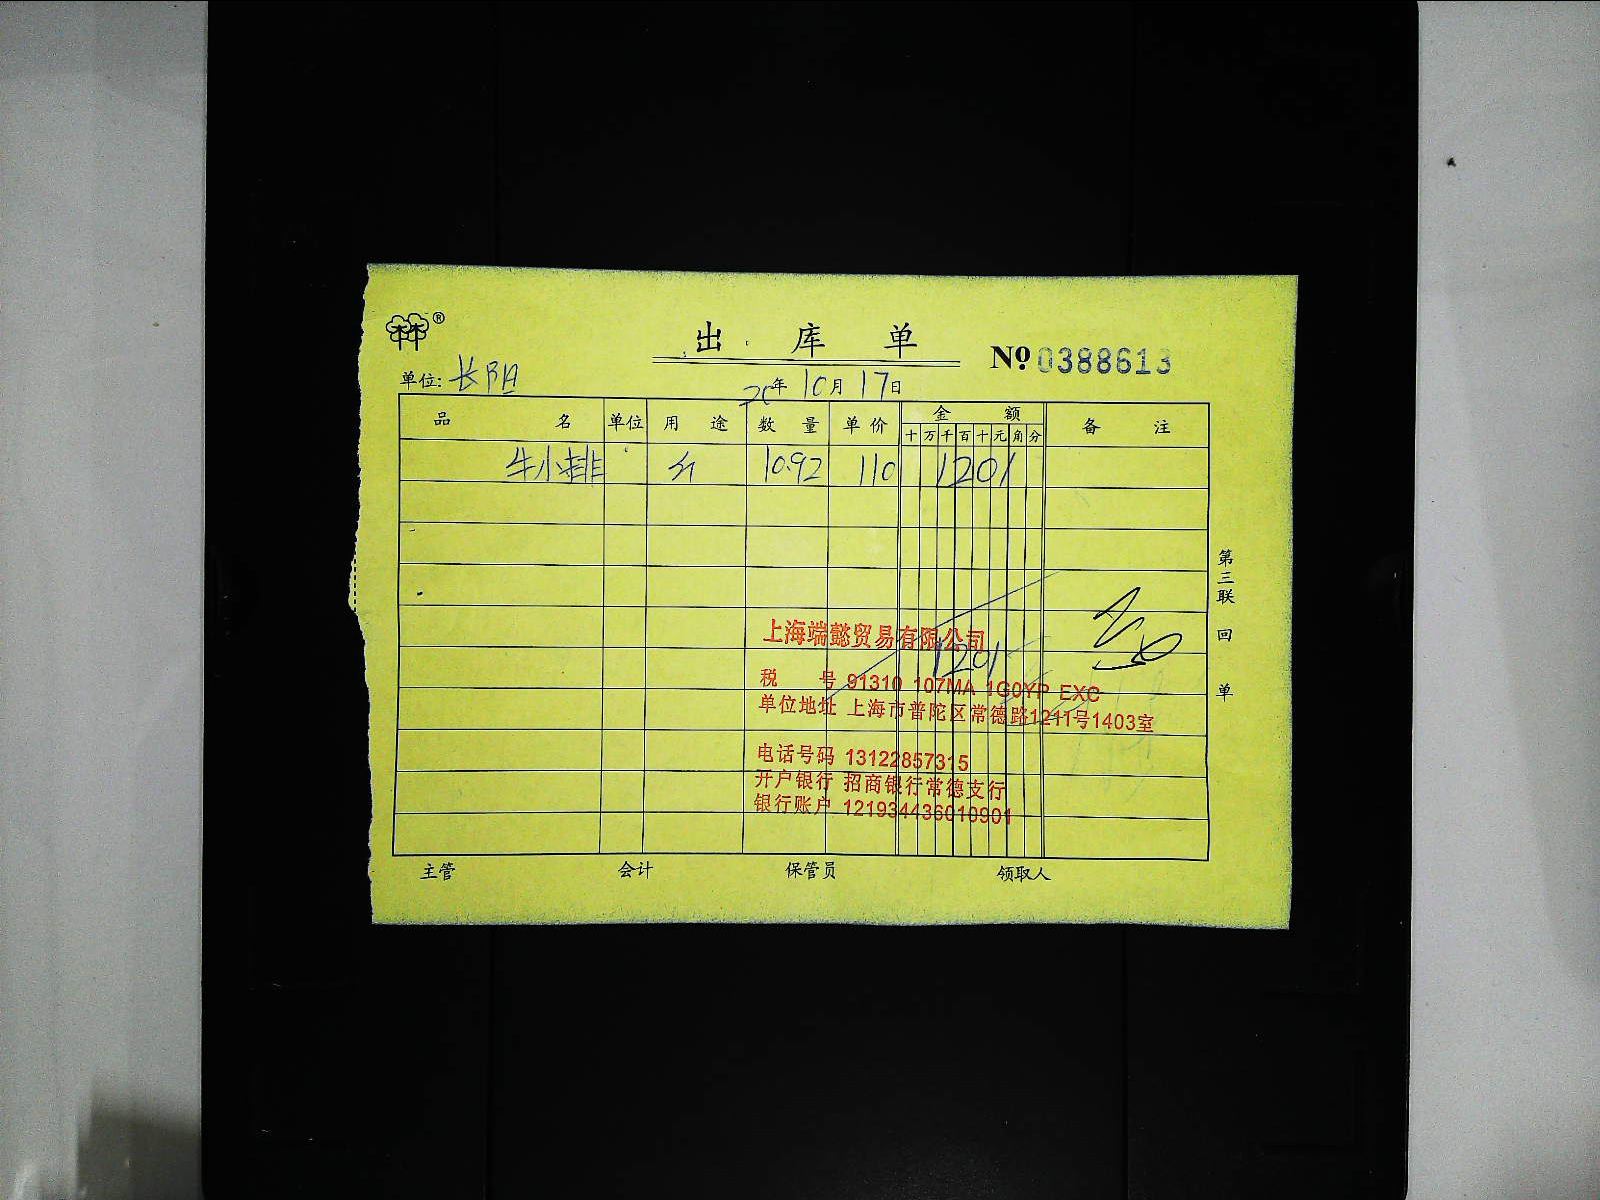 林®
出 库 单
№ 0388613
单位: 长阳
20年 10月 17日
品 名 单位 用 途 数 量 单价 金 额 备 注
十 万 千 百 十 元 角 分
牛小排 10.92 110 1201
第三联 回单
上海端懿贸易有限公司
1201
税 号 91310 107MA 1G0YP EXC
单位地址 上海市普陀区常德路1211号1403室
电话号码 13122857315
开户银行 招商银行常德支行
银行账户 121934436010901
主管 会计 保管员 领取人